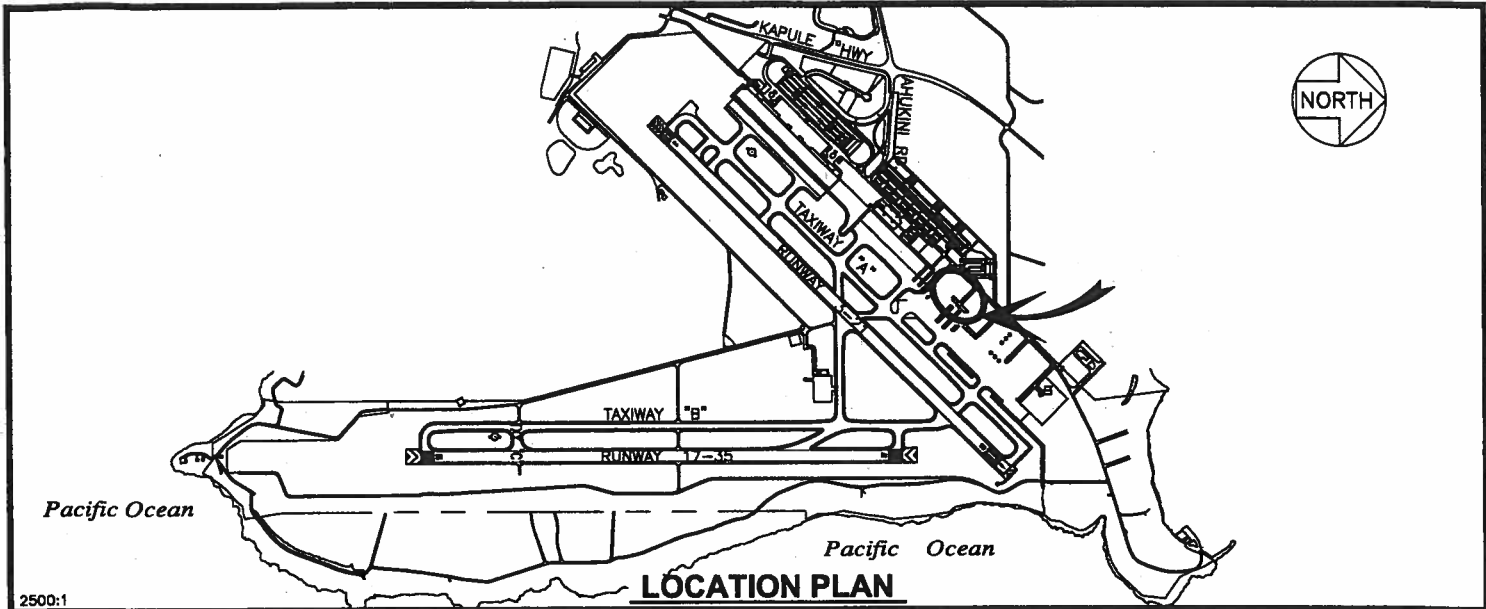 KAPULE HWY
AHUKINI RD
NORTH
TAXIWAY "A"
RUNWAY
TAXIWAY "B"
RUNWAY 17-35
Pacific Ocean
Pacific Ocean
LOCATION PLAN
2500:1